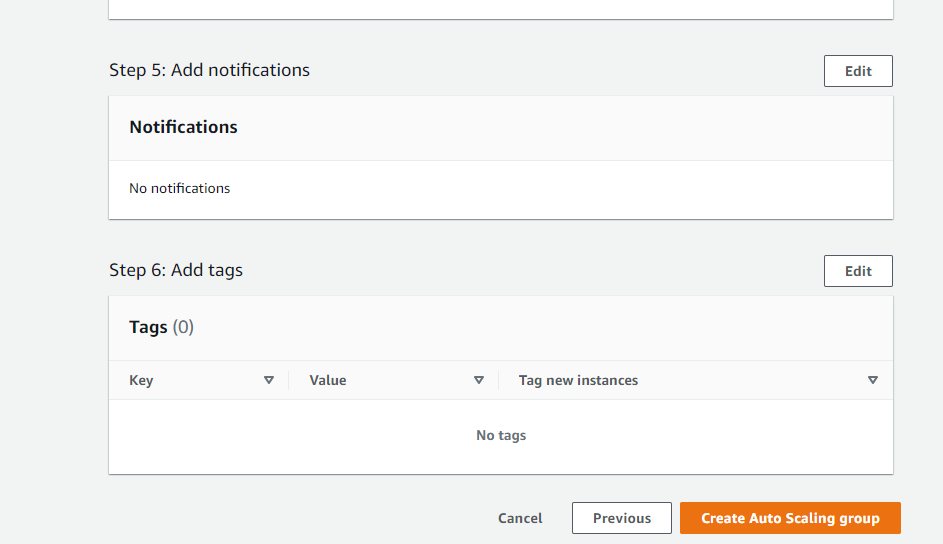 Step 5: Add notifications
Edit
Notifications
No notifications
Step 6: Add tags
Edit
Tags (0)
Key Value Tag new instances
No tags
Cancel Previous Create Auto Scaling group